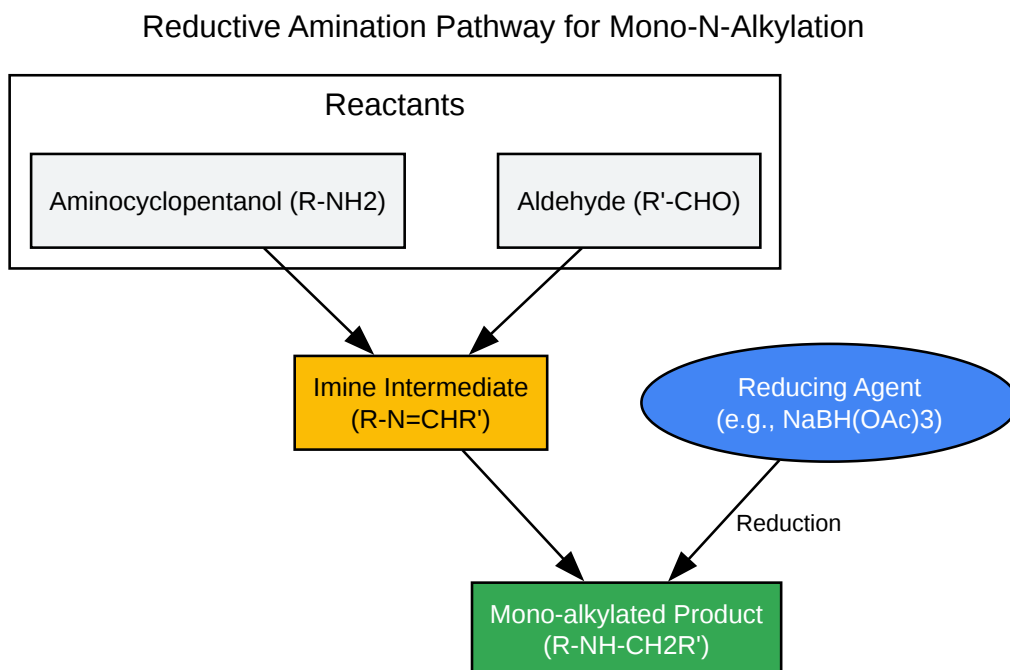 Reductive Amination Pathway for Mono-N-Alkylation
Reactants
Aminocyclopentanol (R-NH2)
Aldehyde (R'-CHO)
Imine Intermediate
(R-N=CHR')
Reducing Agent
(e.g., NaBH(OAc)3)
Reduction
Mono-alkylated Product
(R-NH-CH2R')